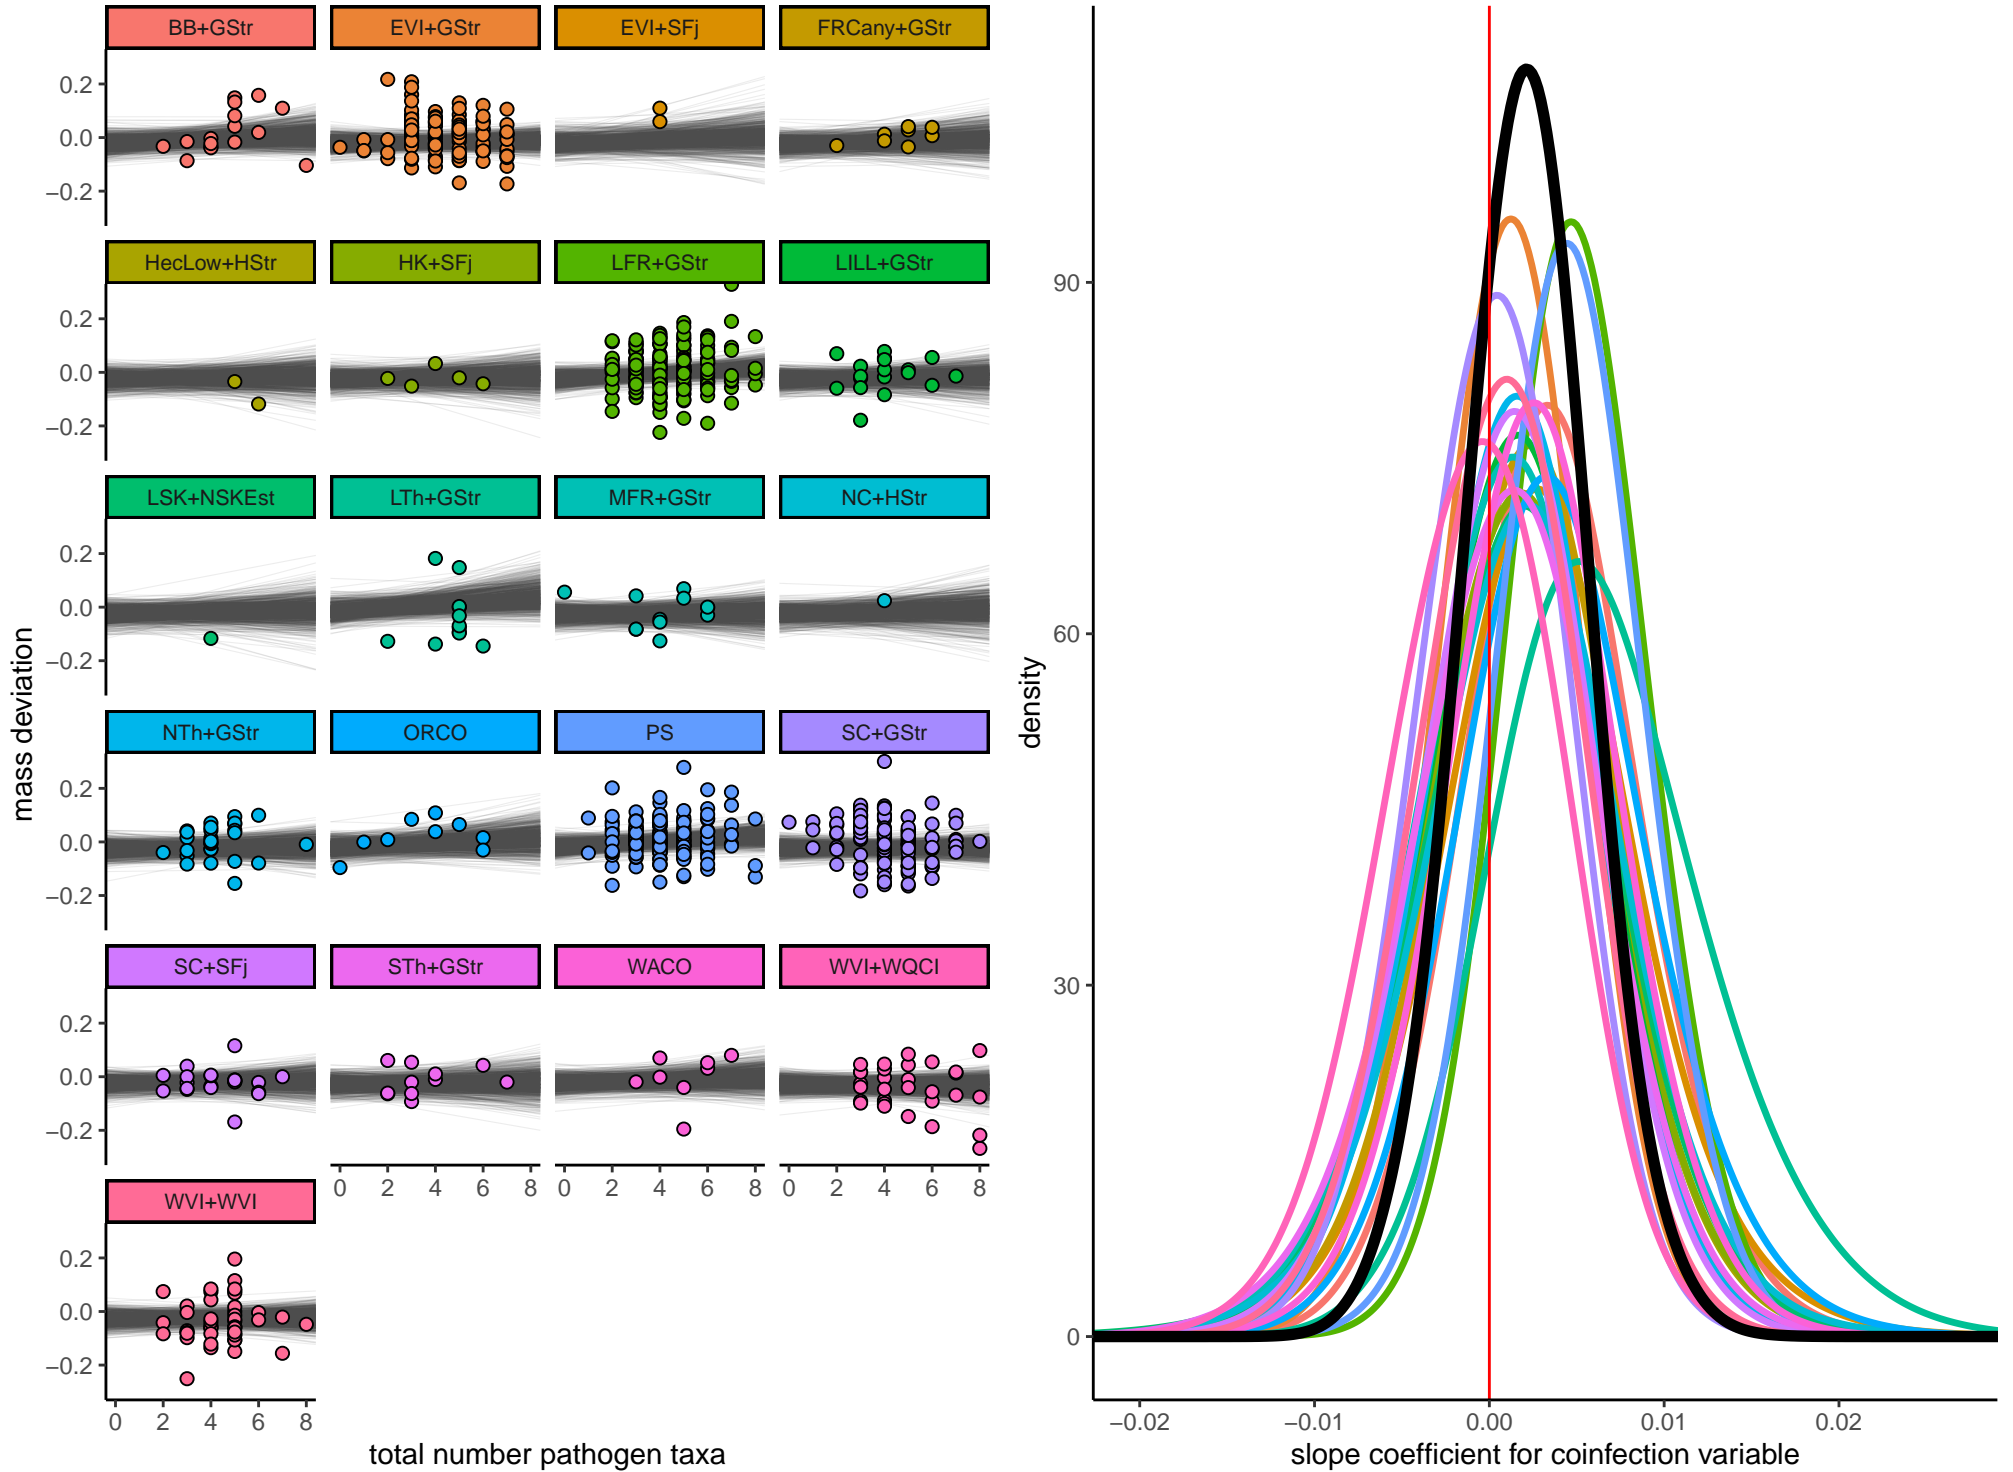 BB+GStr EVI+GStr EVI+SFj FRCany+GStr
0.2
0.0
−0.2
HecLow+HStr HK+SFj LFR+GStr LILL+GStr
0.2
0.0
−0.2
LSK+NSKEst LTh+GStr MFR+GStr NC+HStr
0.2
0.0
−0.2
NTh+GStr ORCO PS SC+GStr
0.2
0.0
−0.2
SC+SFj STh+GStr WACO WVI+WQCI
0.2
0.0
−0.2
0 2 4 6 8 0 2 4 6 8 0 2 4 6 8
WVI+WVI
0.2
0.0
−0.2
0 2 4 6 8
mass deviation
total number pathogen taxa
90
60
30
0
density
−0.02 −0.01 0.00 0.01 0.02
slope coefficient for coinfection variable